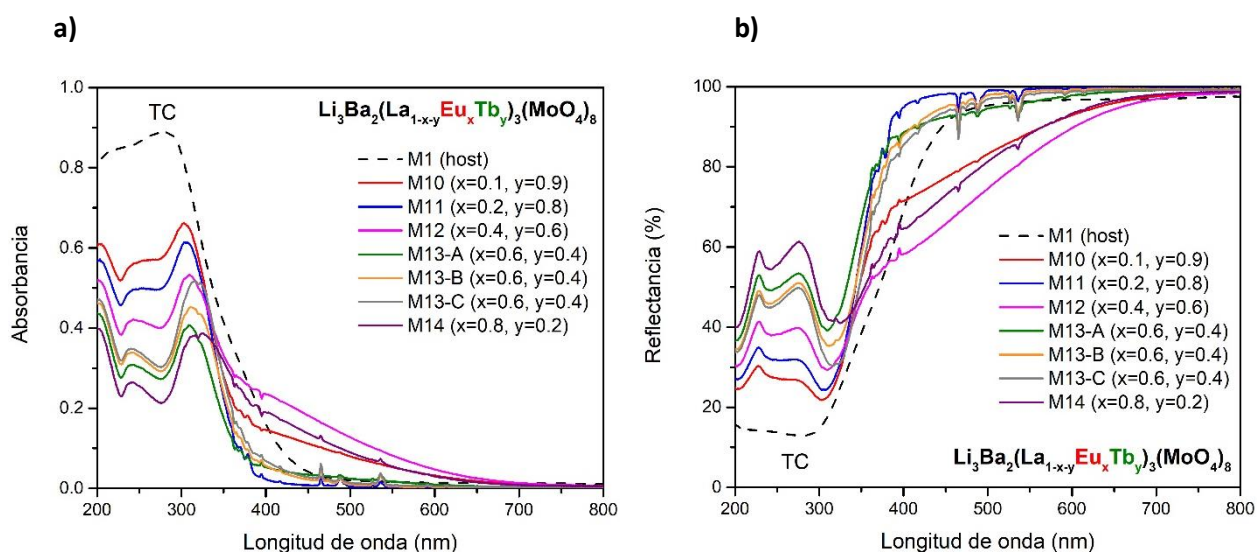 a)
Absorbancia
1.0
0.8
0.6
0.4
0.2
0.0
TC
Li₃Ba₂(La₁₋ₓ₋ᵧEuₓTbᵧ)₃(MoO₄)₈
M1 (host)
M10 (x=0.1, y=0.9)
M11 (x=0.2, y=0.8)
M12 (x=0.4, y=0.6)
M13-A (x=0.6, y=0.4)
M13-B (x=0.6, y=0.4)
M13-C (x=0.6, y=0.4)
M14 (x=0.8, y=0.2)
200 300 400 500 600 700 800
Longitud de onda (nm)
b)
Reflectancia (%)
100
80
60
40
20
0
M1 (host)
M10 (x=0.1, y=0.9)
M11 (x=0.2, y=0.8)
M12 (x=0.4, y=0.6)
M13-A (x=0.6, y=0.4)
M13-B (x=0.6, y=0.4)
M13-C (x=0.6, y=0.4)
M14 (x=0.8, y=0.2)
TC
Li₃Ba₂(La₁₋ₓ₋ᵧEuₓTbᵧ)₃(MoO₄)₈
200 300 400 500 600 700 800
Longitud de onda (nm)